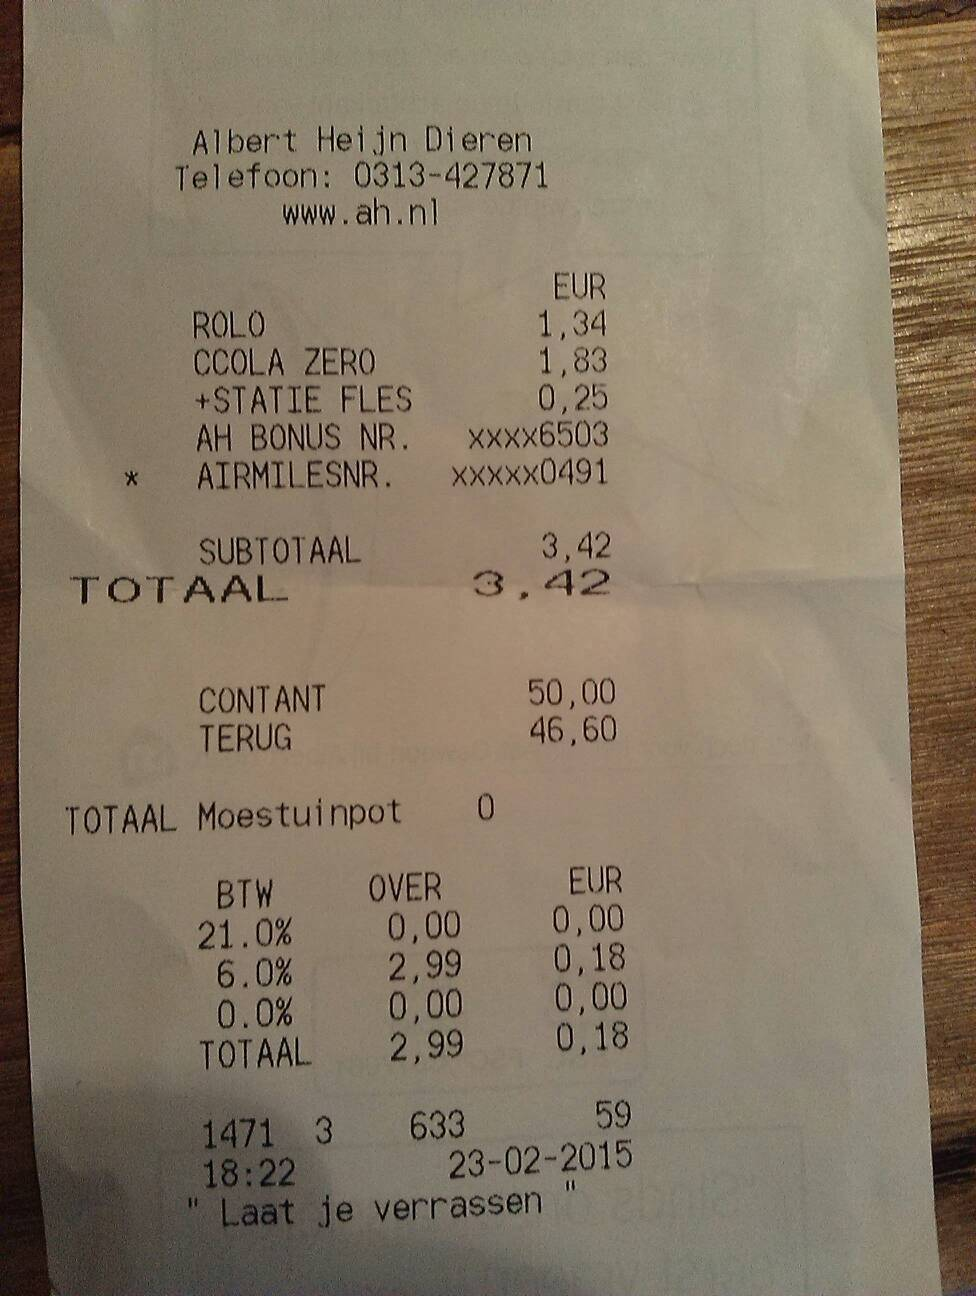 Albert Heijn Dieren
Telefoon: 0313-427871
www.ah.nl
EUR
ROLO 1,34
CCOLA ZERO 1,83
+STATIE FLES 0,25
AH BONUS NR. xxxx6503
* AIRMILESNR. xxxxx0491
SUBTOTAAL 3,42
TOTAAL 3.42
CONTANT 50,00
TERUG 46,60
TOTAAL Moestuinpot 0
BTW OVER EUR
21.0% 0,00 0,00
6.0% 2,99 0,18
0.0% 0,00 0,00
TOTAAL 2,99 0,18
1471 3 633 59
18:22 23-02-2015
" Laat je verrassen "